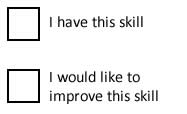 I have this skill
I would like to
improve this skill